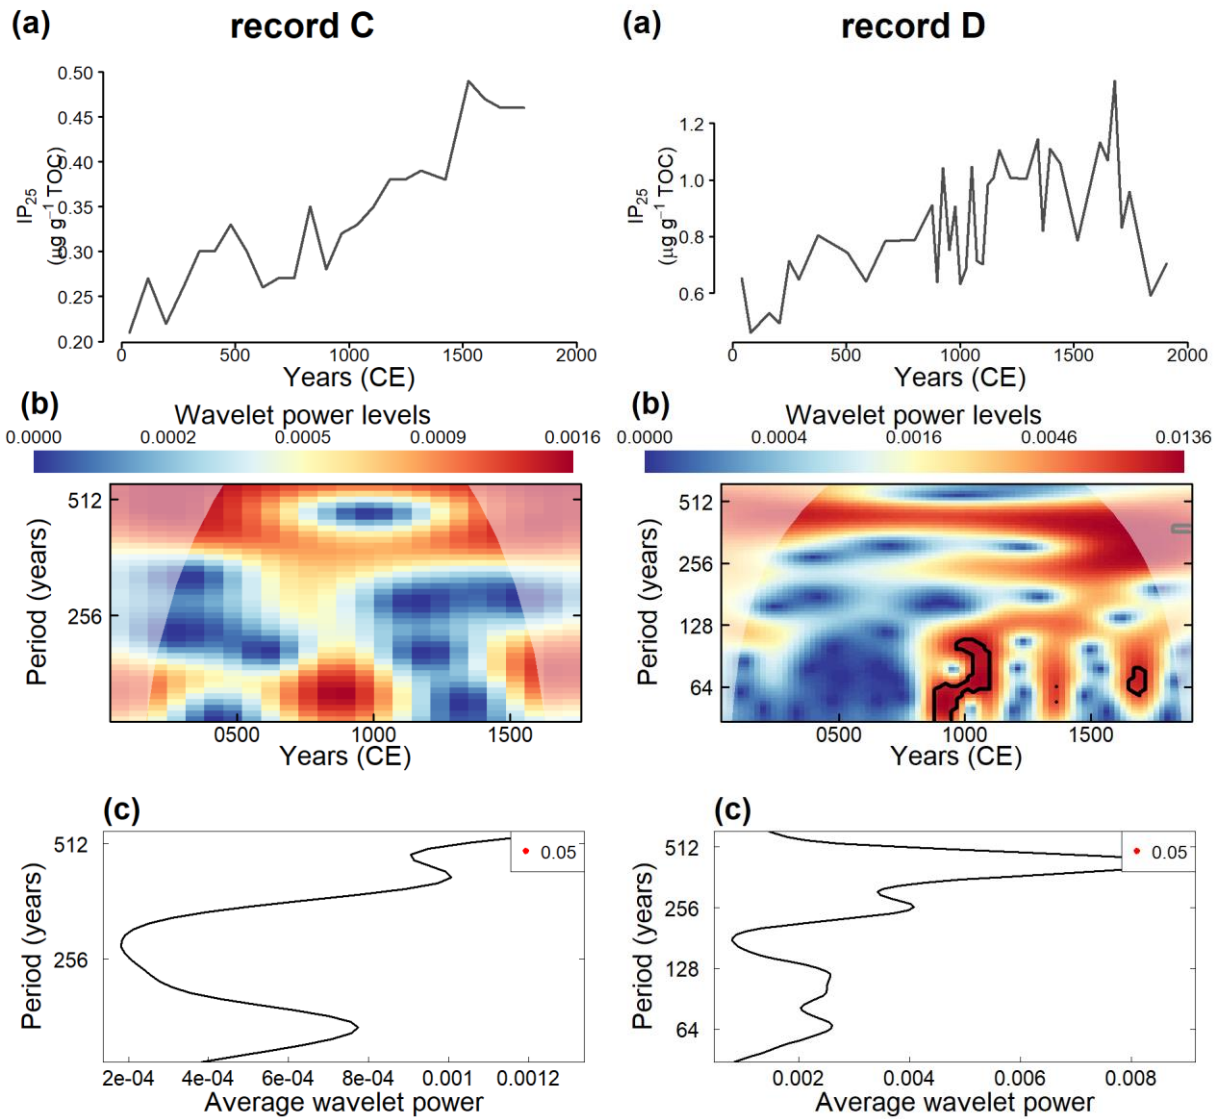 (a)
record C
IP25
(μg g−1 TOC)
0.50
0.45
0.40
0.35
0.30
0.25
0.20
0
500
1000
1500
2000
Years (CE)
(b)
Wavelet power levels
0.0000
0.0002
0.0005
0.0009
0.0016
Period (years)
512
256
0500
1000
1500
Years (CE)
(c)
Period (years)
512
256
0.05
2e-04
4e-04
6e-04
8e-04
0.001
0.0012
Average wavelet power
(a)
record D
IP25
(μg g−1 TOC)
1.2
1.0
0.8
0.6
0
500
1000
1500
2000
Years (CE)
(b)
Wavelet power levels
0.0000
0.0004
0.0016
0.0046
0.0136
Period (years)
512
256
128
64
0500
1000
1500
Years (CE)
(c)
Period (years)
512
256
128
64
0.05
0.002
0.004
0.006
0.008
Average wavelet power